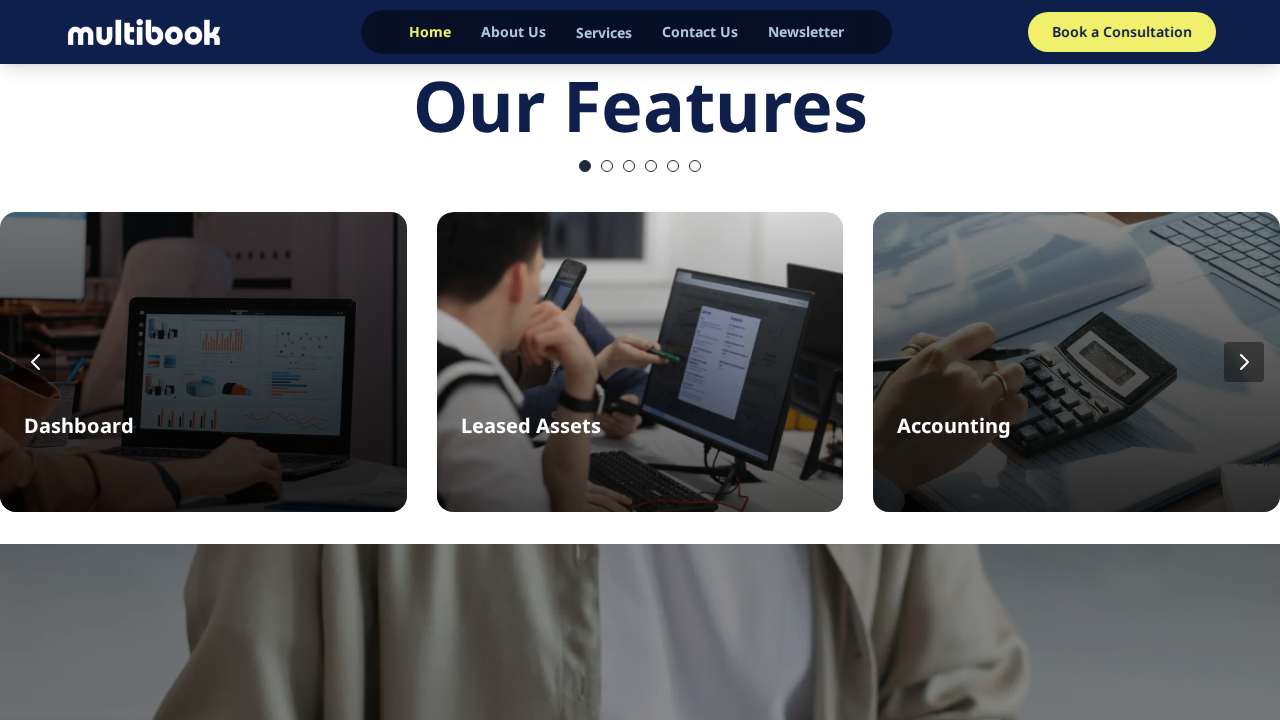 multibook
Home
About Us
Services
Contact Us
Newsletter
Book a Consultation
Our Features
Dashboard
Leased Assets
Accounting